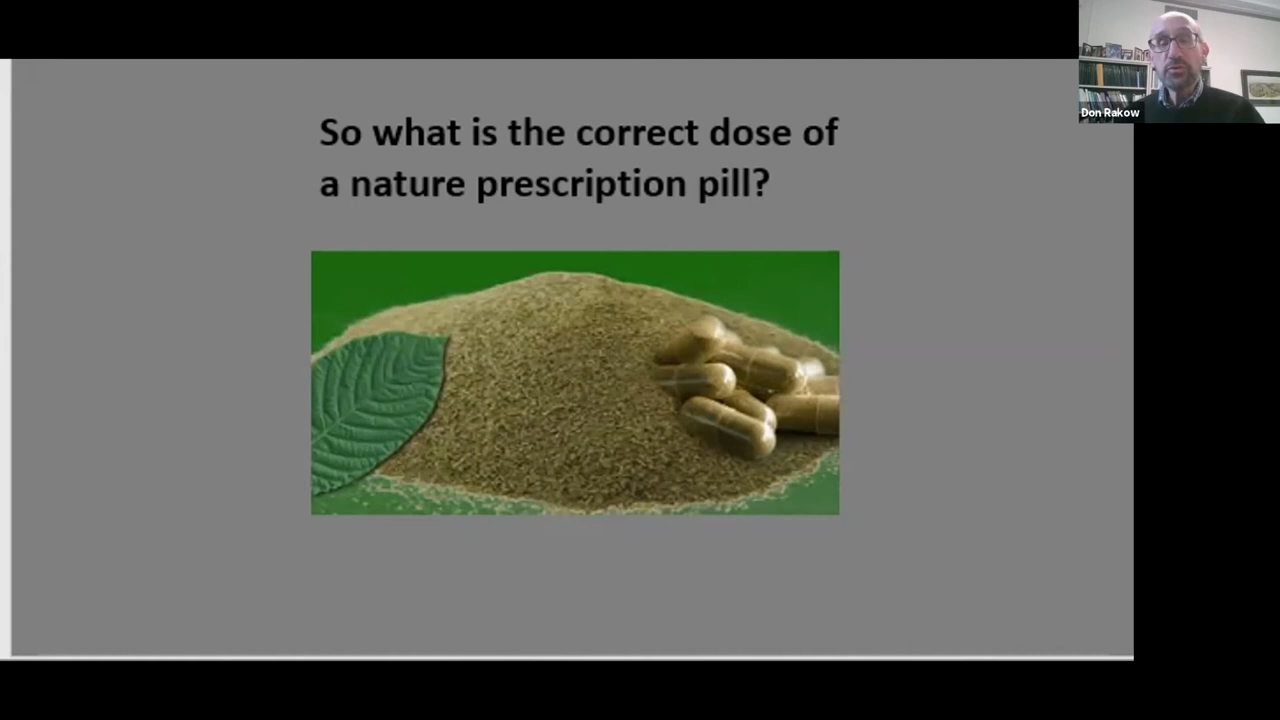 So what is the correct dose of
a nature prescription pill?
Don Rakow